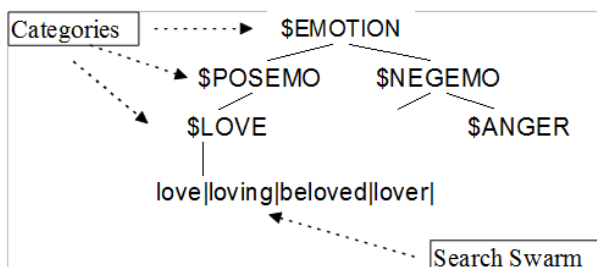 Categories
$EMOTION
$POSEMO
$NEGEMO
$LOVE
$ANGER
love|loving|beloved|lover|
Search Swarm